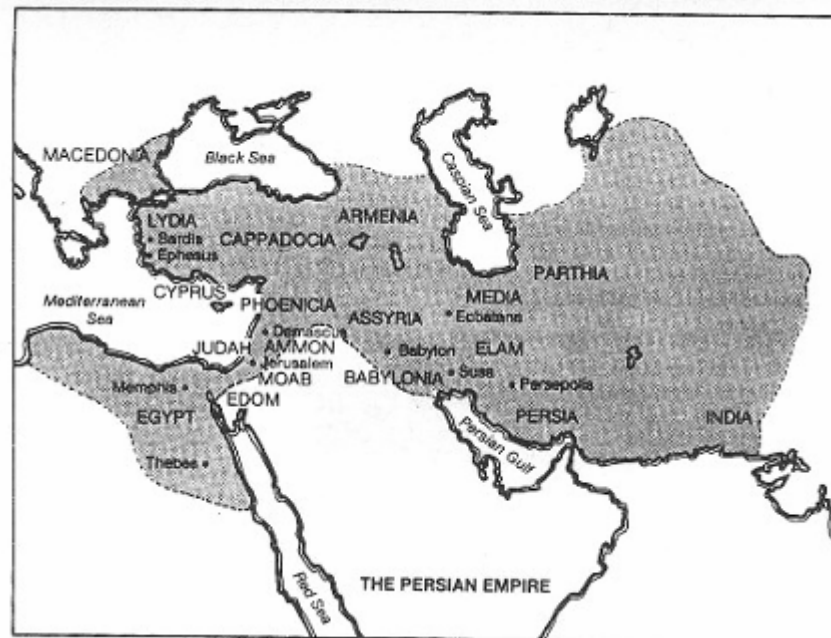 MACEDONIA
Black Sea
Caspian Sea
LYDIA
Sardis
Ephesus
CAPPADOCIA
ARMENIA
PARTHIA
CYPRUS
Mediterranean
Sea
PHOENICIA
ASSYRIA
MEDIA
Ecbatana
Damascus
JUDAH
AMMON
Babylon
ELAM
Jerusalem
MOAB
BABYLONIA
Susa
Persepolis
Memphis
EGYPT
EDOM
PERSIA
INDIA
Persian Gulf
Thebes
Red Sea
THE PERSIAN EMPIRE